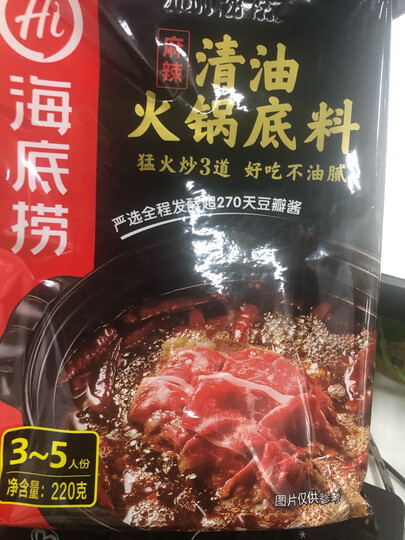 Hi
海底捞
麻辣
清油
火锅底料
猛火炒3道 好吃不油腻
严选全程发酵超270天豆瓣酱
3~5人份
净含量：220克
图片仅供参考